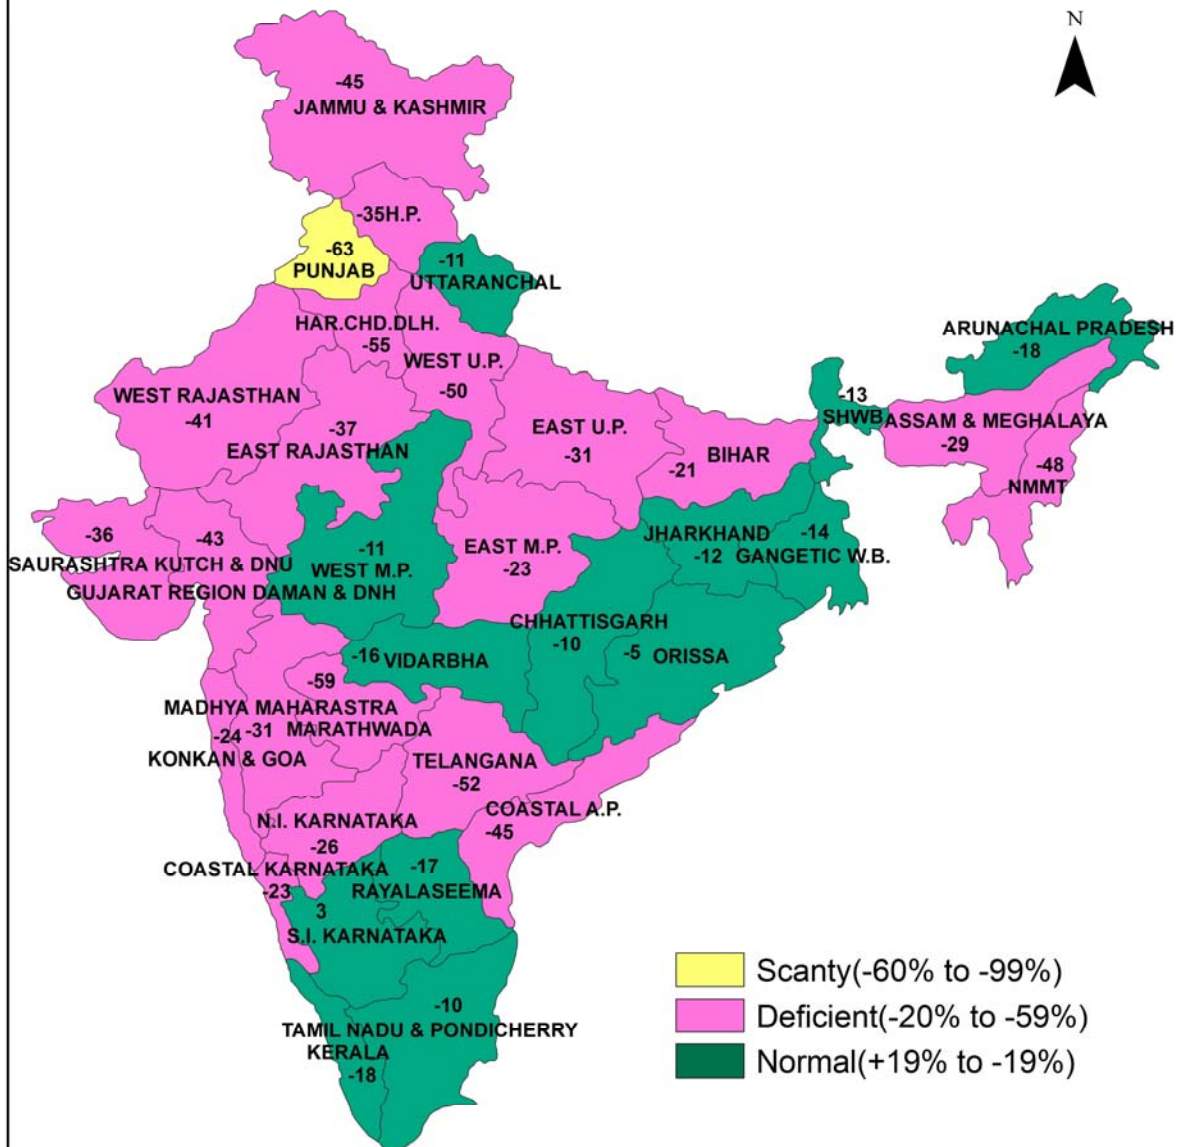 N
-45
JAMMU & KASHMIR
-35H.P.
-63
PUNJAB
-11
UTTARANCHAL
HAR.CHD.DLH.
-55
WEST U.P.
-50
ARUNACHAL PRADESH
-18
WEST RAJASTHAN
-41
-37
EAST RAJASTHAN
EAST U.P.
-31
BIHAR
-21
-13
SHWB
ASSAM & MEGHALAYA
-29
-48
NMMT
-36
SAURASHTRA KUTCH & DNU
-43
GUJARAT REGION DAMAN & DNH
-11
WEST M.P.
EAST M.P.
-23
JHARKHAND
-12
-14
GANGETIC W.B.
CHHATTISGARH
-10
-5 ORISSA
-16 VIDARBHA
-59
MADHYA MAHARASTRA
-31 MARATHWADA
-24
KONKAN & GOA
TELANGANA
-52
COASTAL A.P.
-45
N.I. KARNATAKA
-26
COASTAL KARNATAKA
-23
-17
RAYALASEEMA
3
S.I. KARNATAKA
-10
TAMIL NADU & PONDICHERRY
KERALA
-18
Scanty(-60% to -99%)
Deficient(-20% to -59%)
Normal(+19% to -19%)